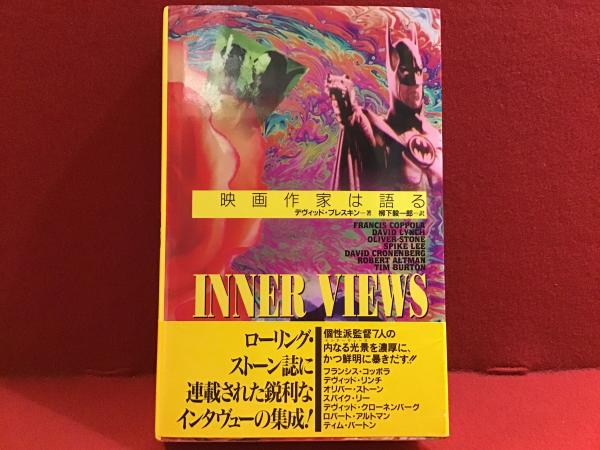 映画作家は語る
デヴィッド・ブレスキン─著 柳下毅一郎─訳
FRANCIS COPPOLA
DAVID LYNCH
OLIVER STONE
SPIKE LEE
DAVID CRONENBERG
ROBERT ALTMAN
TIM BURTON
INNER VIEWS
ローリング・
ストーン誌に
連載された鋭利な
インタヴューの集成!
個性派監督7人の
内なる光景を濃厚に、
かつ鮮明に暴きだす!!
フランシス・コッポラ
デヴィッド・リンチ
オリバー・ストーン
スパイク・リー
デヴィッド・クローネンバーグ
ロバート・アルトマン
ティム・バートン